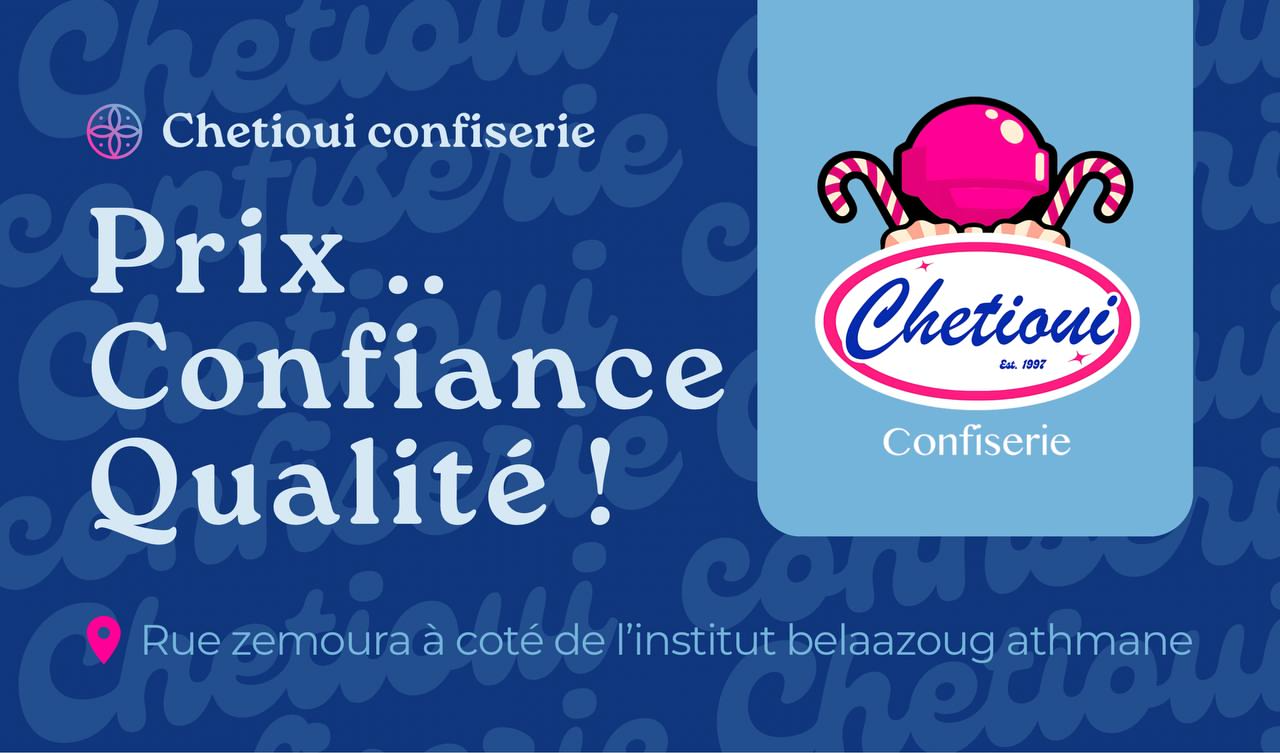 Chetioui confiserie
Prix ..
Confiance
Qualité !
Chetioui
Est. 1997
Confiserie
Rue zemoura à coté de l’institut belaazoug athmane